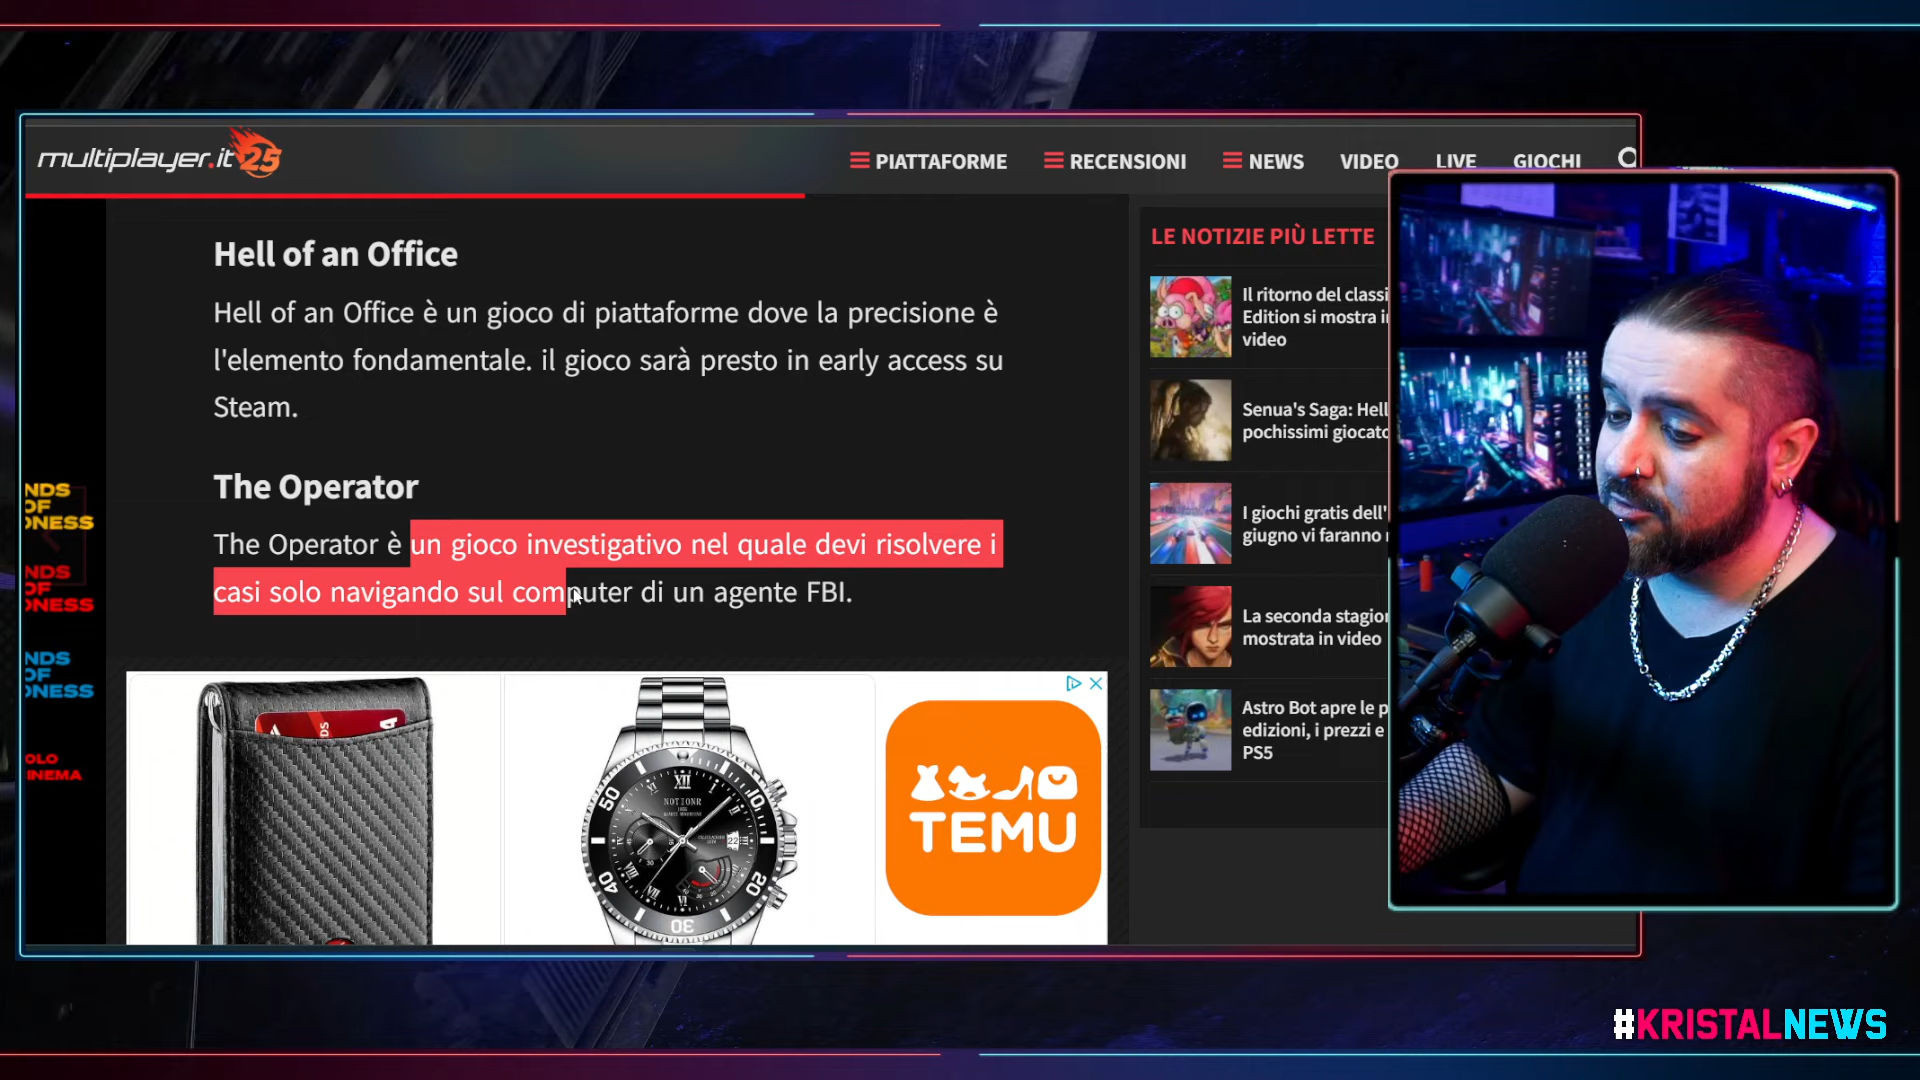 multiplayer.it 25
PIATTAFORME
RECENSIONI
NEWS
VIDEO
LIVE
GIOCHI
Hell of an Office
Hell of an Office è un gioco di piattaforme dove la precisione è
l'elemento fondamentale. il gioco sarà presto in early access su
Steam.
The Operator
The Operator è un gioco investigativo nel quale devi risolvere i
casi solo navigando sul computer di un agente FBI.
NDS
OF
DNESS
NDS
OF
DNESS
NDS
OF
DNESS
OLO
INEMA
NOTIONR
TEMU
LE NOTIZIE PIÙ LETTE
Il ritorno del classi
Edition si mostra i
video
Senua's Saga: Hell
pochissimi giocato
I giochi gratis dell'
giugno vi faranno
La seconda stagio
mostrata in video
Astro Bot apre le p
edizioni, i prezzi e
PS5
#KRISTALNEWS